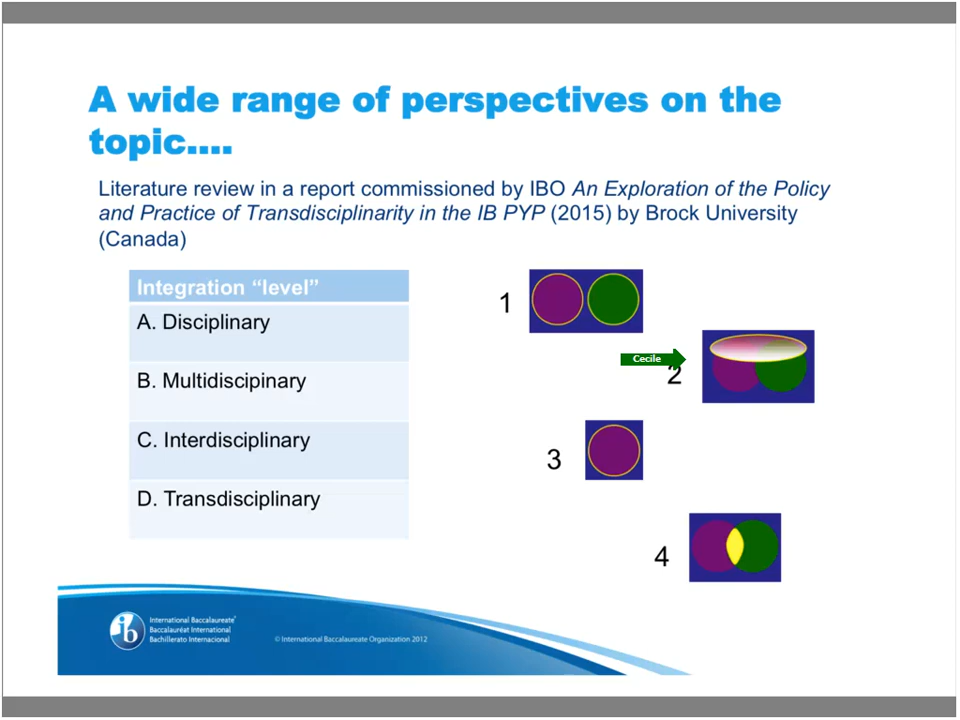 A wide range of perspectives on the
topic....
Literature review in a report commissioned by IBO An Exploration of the Policy
and Practice of Transdisciplinarity in the IB PYP (2015) by Brock University
(Canada)
Integration “level”
A. Disciplinary
B. Multidiscipinary
C. Interdisciplinary
D. Transdisciplinary
1
Cecile
2
3
4
ib
International Baccalaureate®
Baccalauréat International
Bachillerato Internacional
© International Baccalaureate Organization 2012